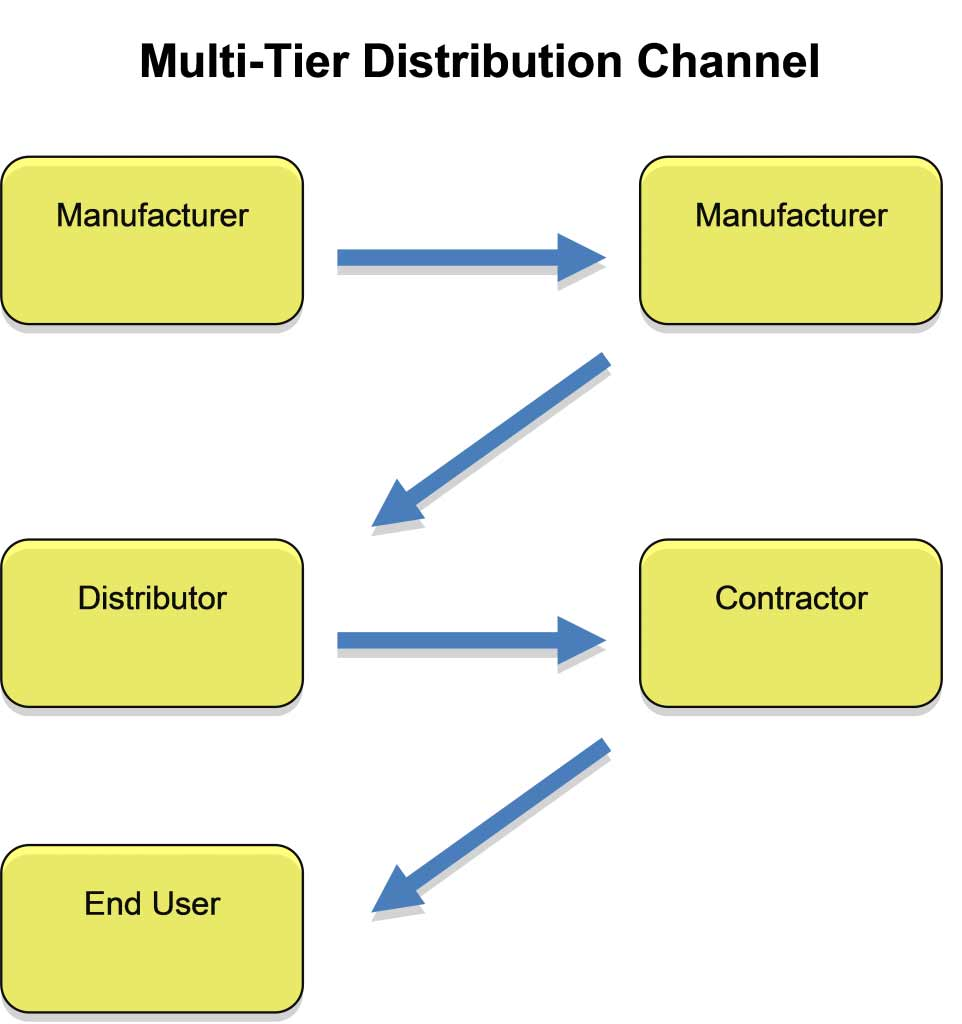 Multi-Tier Distribution Channel
Manufacturer
Manufacturer
Distributor
Contractor
End User